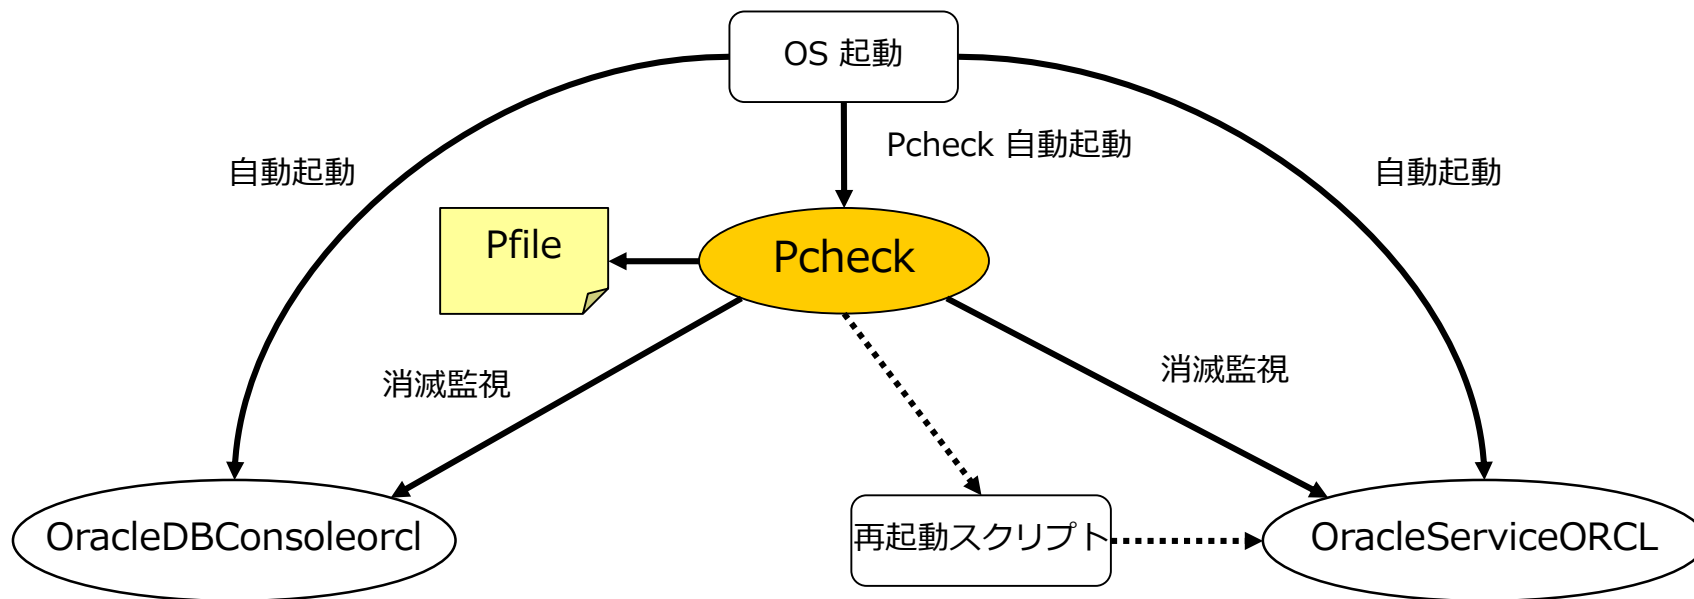 OS 起動
Pcheck 自動起動
自動起動
自動起動
Pfile
Pcheck
消滅監視
消滅監視
OracleDBConsoleorcl
再起動スクリプト
OracleServiceORCL